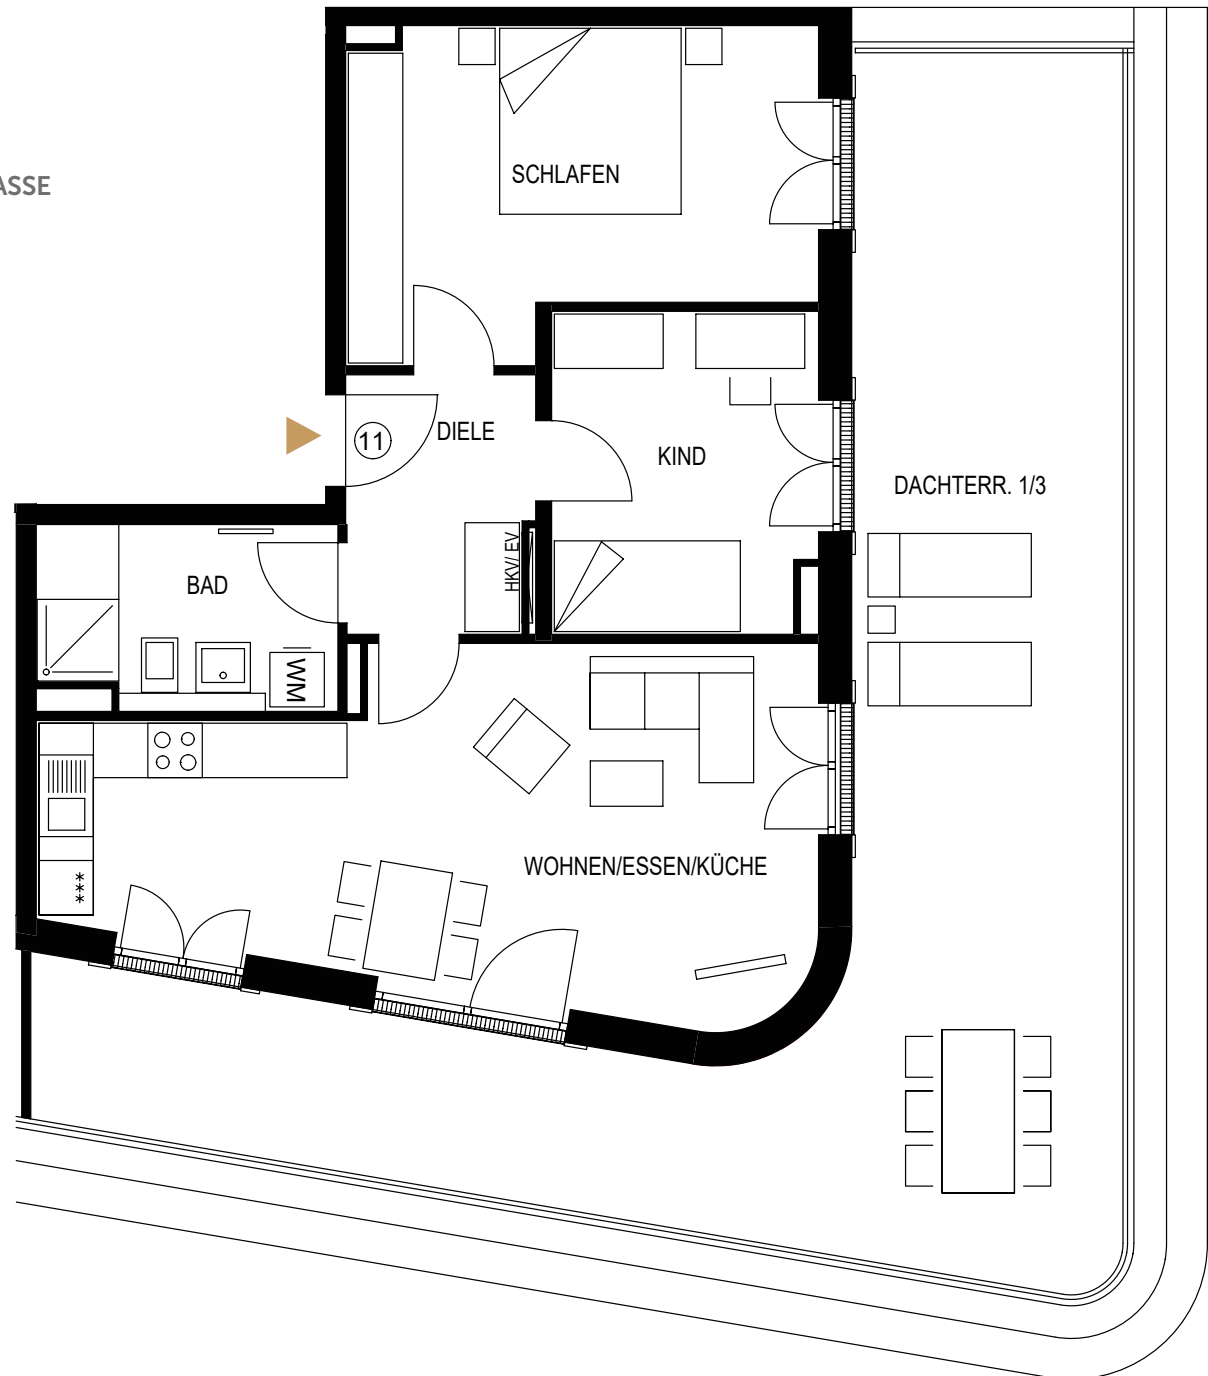 ASSE
SCHLAFEN
11
DIELE
KIND
DACHTERR. 1/3
HKV/ EV
BAD
WM
***
WOHNEN/ESSEN/KÜCHE